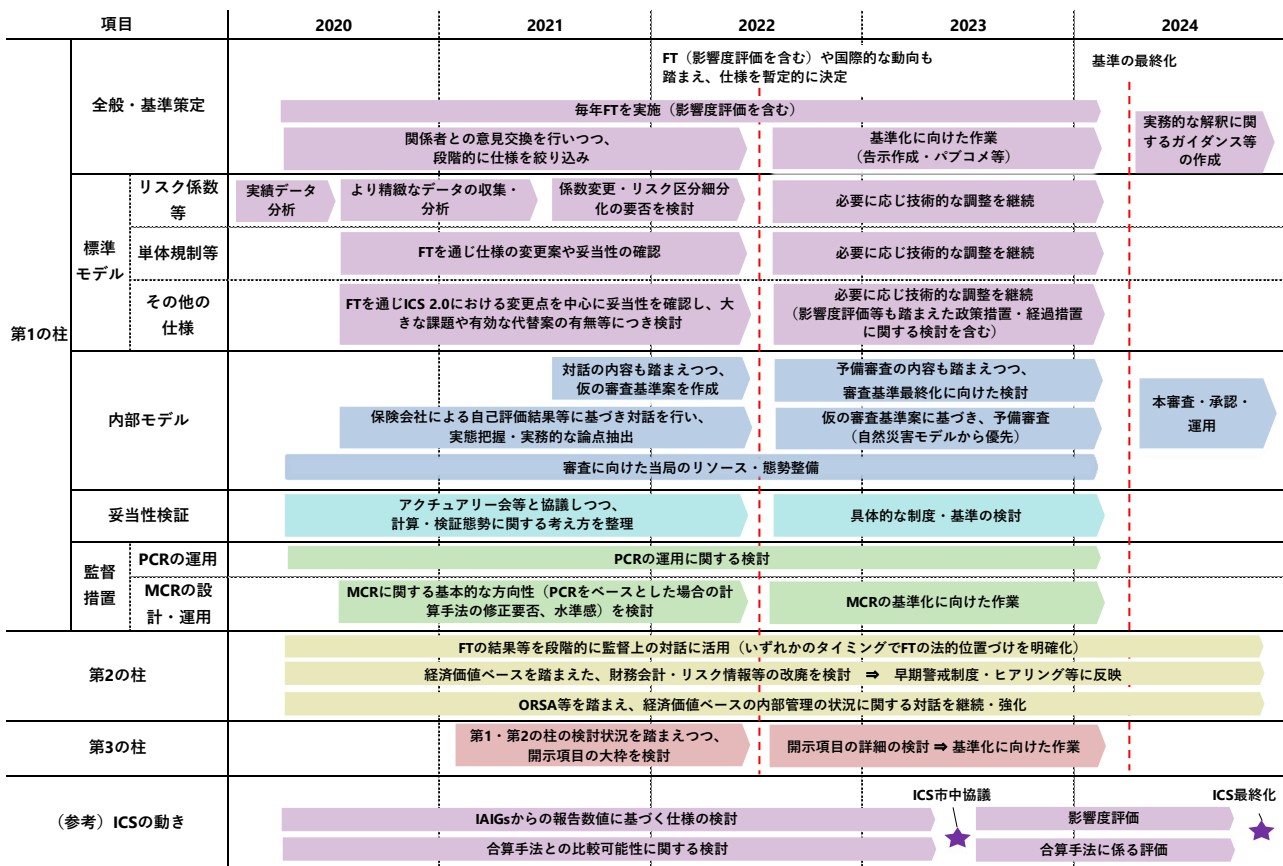 項目
2020
2021
2022
2023
2024
第1の柱
全般・基準策定
FT（影響度評価を含む）や国際的な動向も
踏まえ、仕様を暫定的に決定
基準の最終化
毎年FTを実施（影響度評価を含む）
関係者との意見交換を行いつつ、
段階的に仕様を絞り込み
基準化に向けた作業
（告示作成・パブコメ等）
実務的な解釈に関
するガイダンス等
の作成
標準
モデル
リスク係数
等
実績データ
分析
より精緻なデータの収集・
分析
係数変更・リスク区分細分
化の要否を検討
必要に応じ技術的な調整を継続
単体規制等
FTを通じ仕様の変更案や妥当性の確認
必要に応じ技術的な調整を継続
その他の
仕様
FTを通じICS 2.0における変更点を中心に妥当性を確認し、大
きな課題や有効な代替案の有無等につき検討
必要に応じ技術的な調整を継続
（影響度評価等も踏まえた政策措置・経過措置
に関する検討を含む）
内部モデル
対話の内容も踏まえつつ、
仮の審査基準案を作成
予備審査の内容も踏まえつつ、
審査基準最終化に向けた検討
保険会社による自己評価結果等に基づき対話を行い、
実態把握・実務的な論点抽出
仮の審査基準案に基づき、予備審査
（自然災害モデルから優先）
本審査・承認・
運用
審査に向けた当局のリソース・態勢整備
妥当性検証
アクチュアリー会等と協議しつつ、
計算・検証態勢に関する考え方を整理
具体的な制度・基準の検討
監督
措置
PCRの運用
PCRの運用に関する検討
MCRの設
計・運用
MCRに関する基本的な方向性（PCRをベースとした場合の計
算手法の修正要否、水準感）を検討
MCRの基準化に向けた作業
第2の柱
FTの結果等を段階的に監督上の対話に活用（いずれかのタイミングでFTの法的位置づけを明確化）
経済価値ベースを踏まえた、財務会計・リスク情報等の改廃を検討 ⇒ 早期警戒制度・ヒアリング等に反映
ORSA等を踏まえ、経済価値ベースの内部管理の状況に関する対話を継続・強化
第3の柱
第1・第2の柱の検討状況を踏まえつつ、
開示項目の大枠を検討
開示項目の詳細の検討 ⇒ 基準化に向けた作業
（参考）ICSの動き
ICS市中協議
ICS最終化
IAIGsからの報告数値に基づく仕様の検討
影響度評価
合算手法との比較可能性に関する検討
合算手法に係る評価